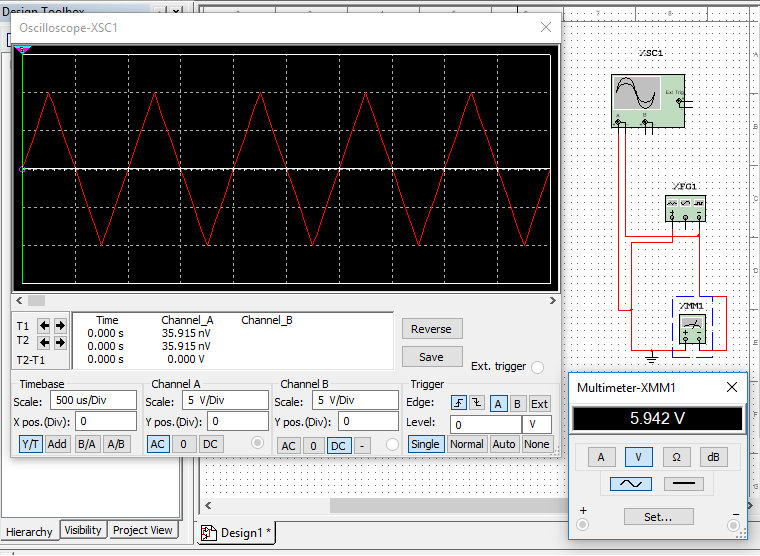 Design Toolbox
Oscilloscope-XSC1
T1
T2
T2-T1
Time Channel_A Channel_B
0.000 s 35.915 nV
0.000 s 35.915 nV
0.000 s 0.000 V
Reverse
Save
Ext. trigger
Timebase
Scale: 500 us/Div
X pos.(Div): 0
Y/T Add B/A A/B
Channel A
Scale: 5 V/Div
Y pos.(Div): 0
AC 0 DC
Channel B
Scale: 5 V/Div
Y pos.(Div): 0
AC 0 DC -
Trigger
Edge: A B Ext
Level: 0 V
Single Normal Auto None
Hierarchy Visibility Project View
Design1 *
6 7 8
XSC1
Ext Trig
A B
XFG1
XMM1
Multimeter-XMM1
5.942 V
A V Ω dB
Set...
+ -